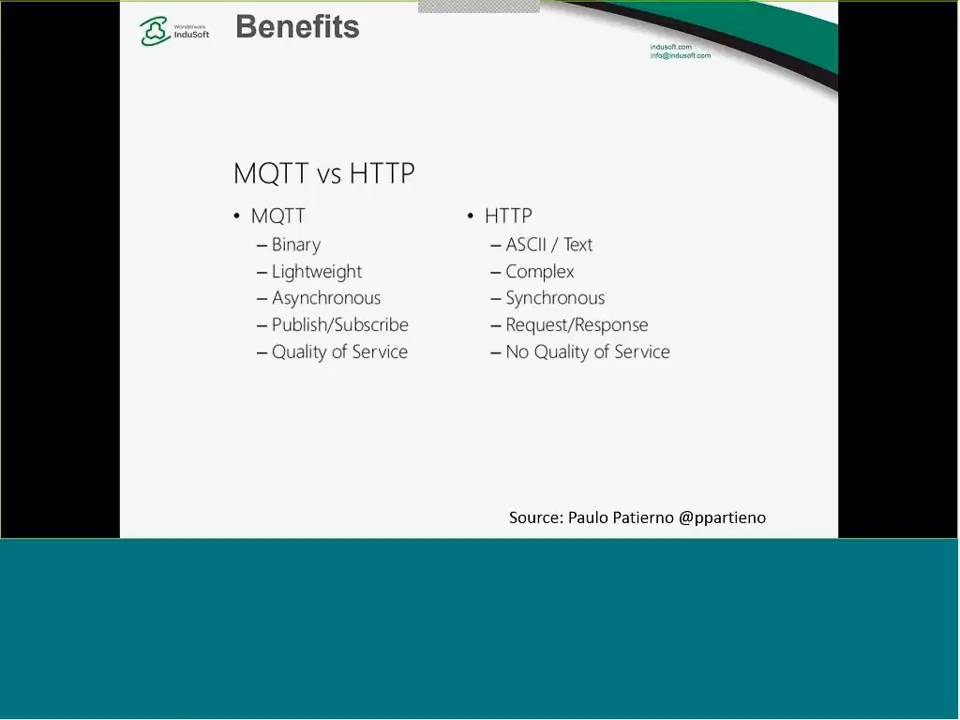 Wonderware
InduSoft
Benefits
indusoft.com
info@indusoft.com
MQTT vs HTTP
• MQTT
– Binary
– Lightweight
– Asynchronous
– Publish/Subscribe
– Quality of Service
• HTTP
– ASCII / Text
– Complex
– Synchronous
– Request/Response
– No Quality of Service
Source: Paulo Patierno @ppartieno